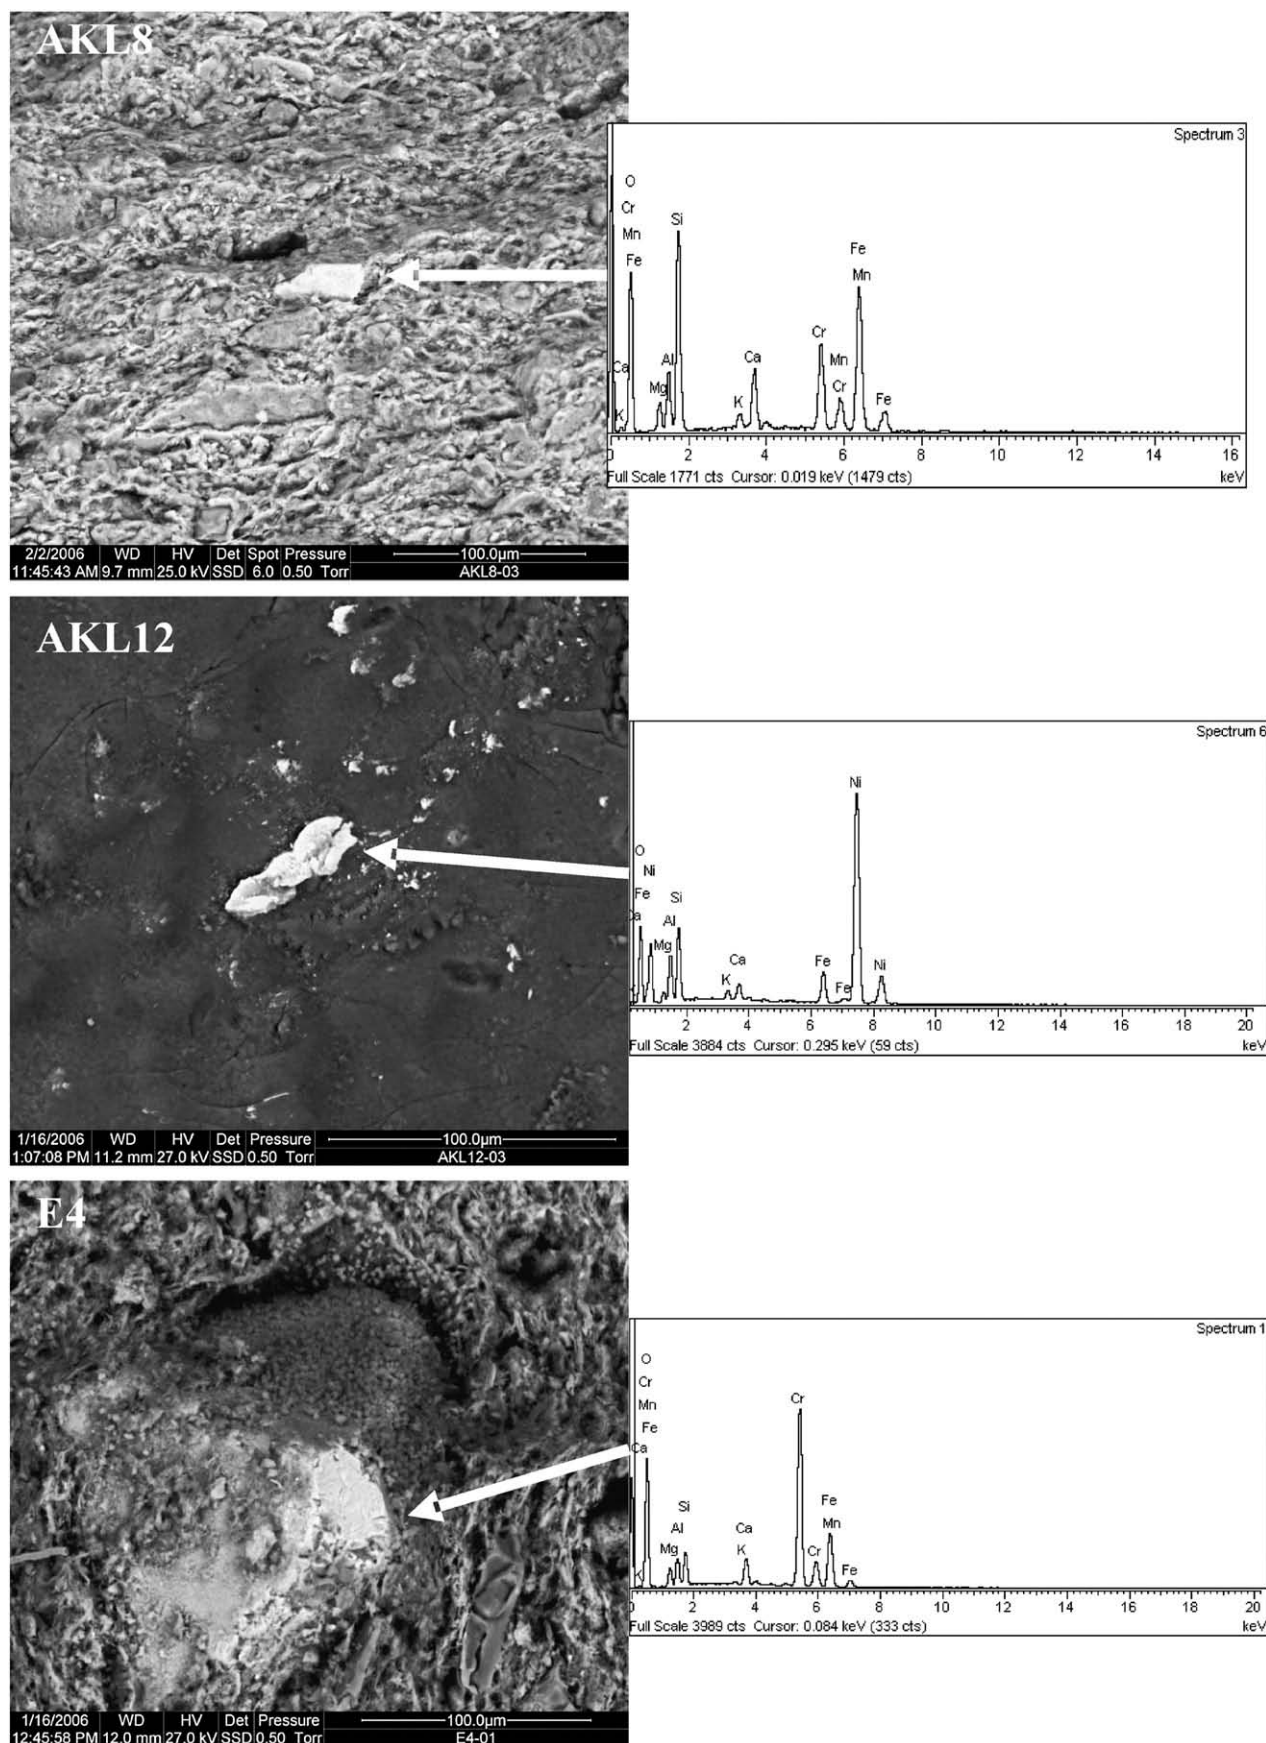 AKL8
2/2/2006 WD HV Det Spot Pressure 100.0µm
11:45:43 AM 9.7 mm 25.0 kV SSD 6.0 0.50 Torr AKL8-03
Spectrum 3
O
Cr
Mn
Fe
Ca
K
Mg
Al
Si
K
Ca
Cr
Mn
Cr
Fe
Mn
Fe
0 2 4 6 8 10 12 14 16
Full Scale 1771 cts Cursor: 0.019 keV (1479 cts) keV
AKL12
1/16/2006 WD HV Det Pressure 100.0µm
1:07:08 PM 11.2 mm 27.0 kV SSD 0.50 Torr AKL12-03
Spectrum 6
O
Ni
Fe
Mg
Al
Si
K
Ca
Fe
Fe
Ni
Ni
2 4 6 8 10 12 14 16 18 20
Full Scale 3884 cts Cursor: 0.295 keV (59 cts) keV
E4
1/16/2006 WD HV Det Pressure 100.0µm
12:45:58 PM 12.0 mm 27.0 kV SSD 0.50 Torr E4-01
Spectrum 1
O
Cr
Mn
Fe
Ca
K
Mg
Al
Si
Ca
K
Cr
Cr
Fe
Mn
Fe
0 2 4 6 8 10 12 14 16 18 20
Full Scale 3989 cts Cursor: 0.084 keV (333 cts) keV